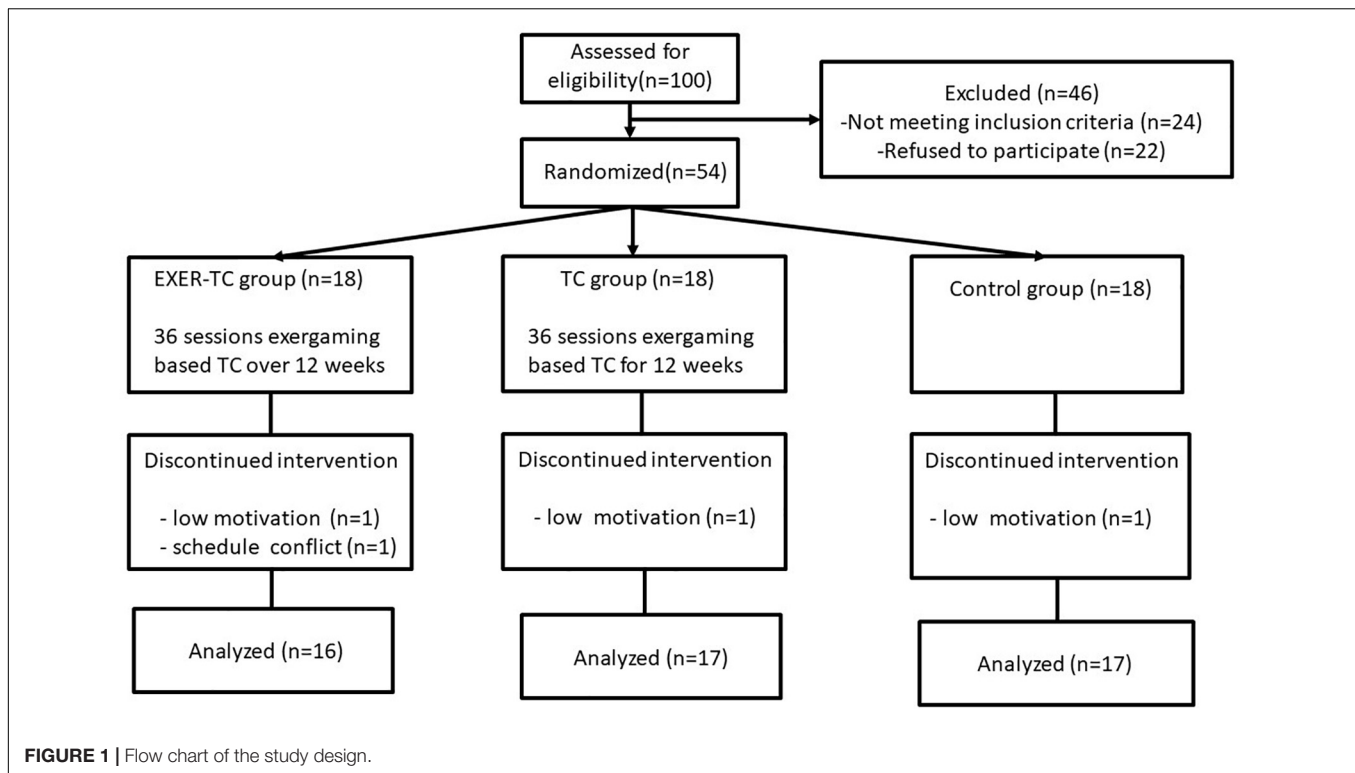 Assessed for
eligibility(n=100)
Excluded (n=46)
-Not meeting inclusion criteria (n=24)
-Refused to participate (n=22)
Randomized(n=54)
EXER-TC group (n=18)
36 sessions exergaming
based TC over 12 weeks
TC group (n=18)
36 sessions exergaming
based TC for 12 weeks
Control group (n=18)
Discontinued intervention
- low motivation (n=1)
- schedule conflict (n=1)
Discontinued intervention
- low motivation (n=1)
Discontinued intervention
- low motivation (n=1)
Analyzed (n=16)
Analyzed (n=17)
Analyzed (n=17)
FIGURE 1 | Flow chart of the study design.